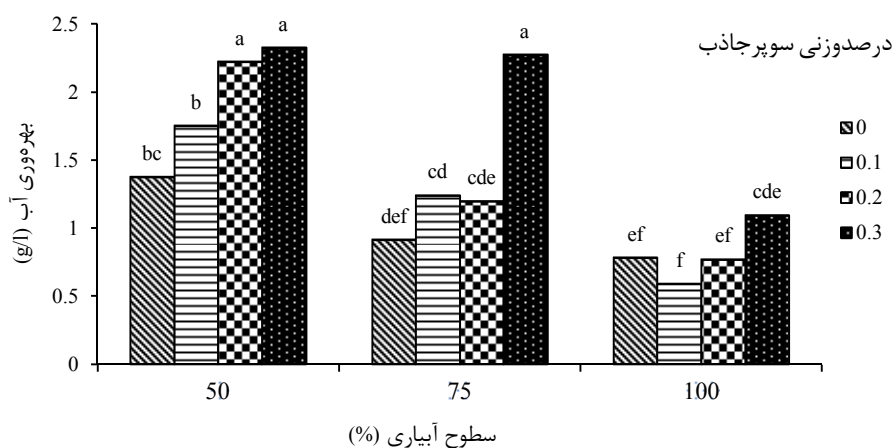 درصدوزنی سوپرجاذب
0
0.1
0.2
0.3
بهره‌وری آب (g/l)
2.5
2
1.5
1
0.5
0
bc
b
a
a
def
cd
cde
a
ef
f
ef
cde
50
75
100
سطوح آبیاری (%)